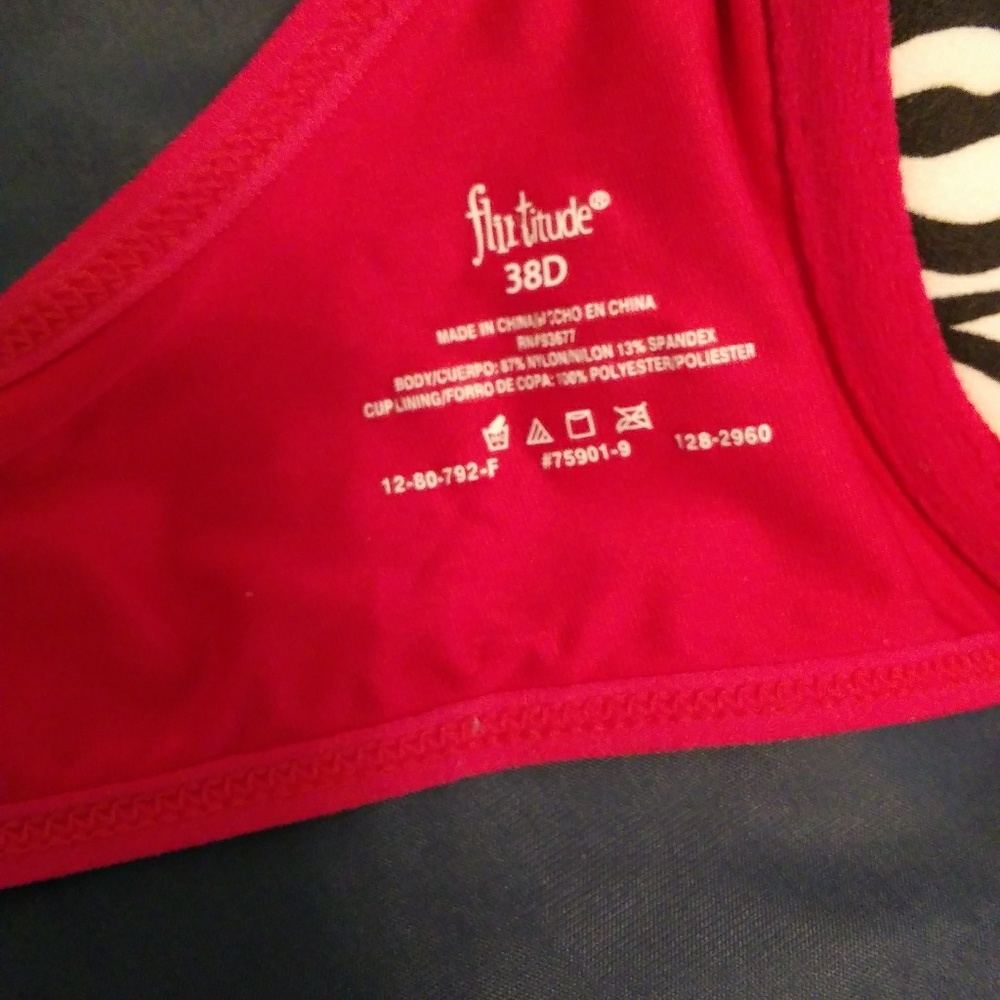 flirtitude®
38D
MADE IN CHINA/HECHO EN CHINA
RN#93677
BODY/CUERPO: 87% NYLON/NILON 13% SPANDEX
CUP LINING/FORRO DE COPA: 100% POLYESTER/POLIESTER
12-80-792-F #75901-9 128-2960